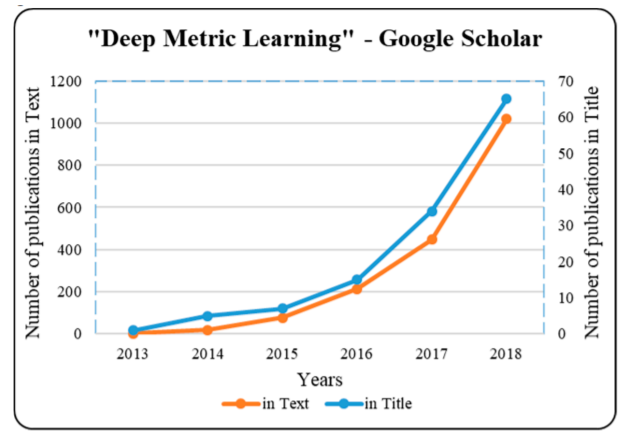 "Deep Metric Learning" - Google Scholar
Number of publications in Text
1200
1000
800
600
400
200
0
70
60
50
40
30
20
10
0
Number of publications in Title
2013 2014 2015 2016 2017 2018
Years
in Text in Title